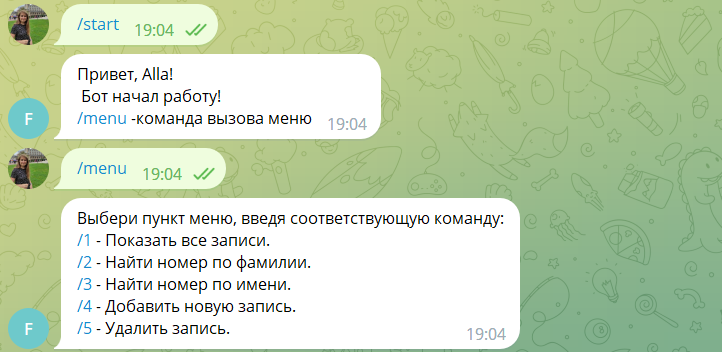 /start 19:04
Привет, Alla!
Бот начал работу!
/menu -команда вызова меню 19:04
F
/menu 19:04
Выбери пункт меню, введя соответствующую команду:
/1 - Показать все записи.
/2 - Найти номер по фамилии.
/3 - Найти номер по имени.
/4 - Добавить новую запись.
/5 - Удалить запись. 19:04
F